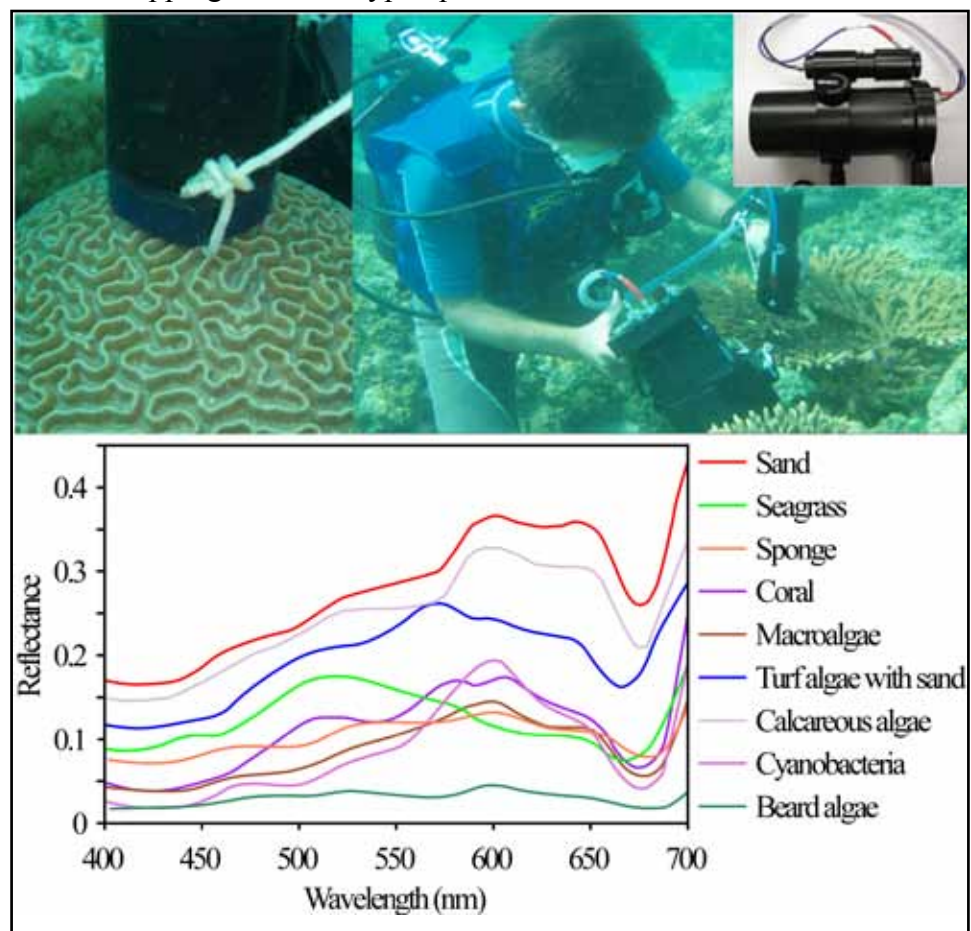 0.4
0.3
0.2
0.1
0
Reflectance
400 450 500 550 600 650 700
Wavelength (nm)
Sand
Seagrass
Sponge
Coral
Macroalgae
Turf algae with sand
Calcareous algae
Cyanobacteria
Beard algae